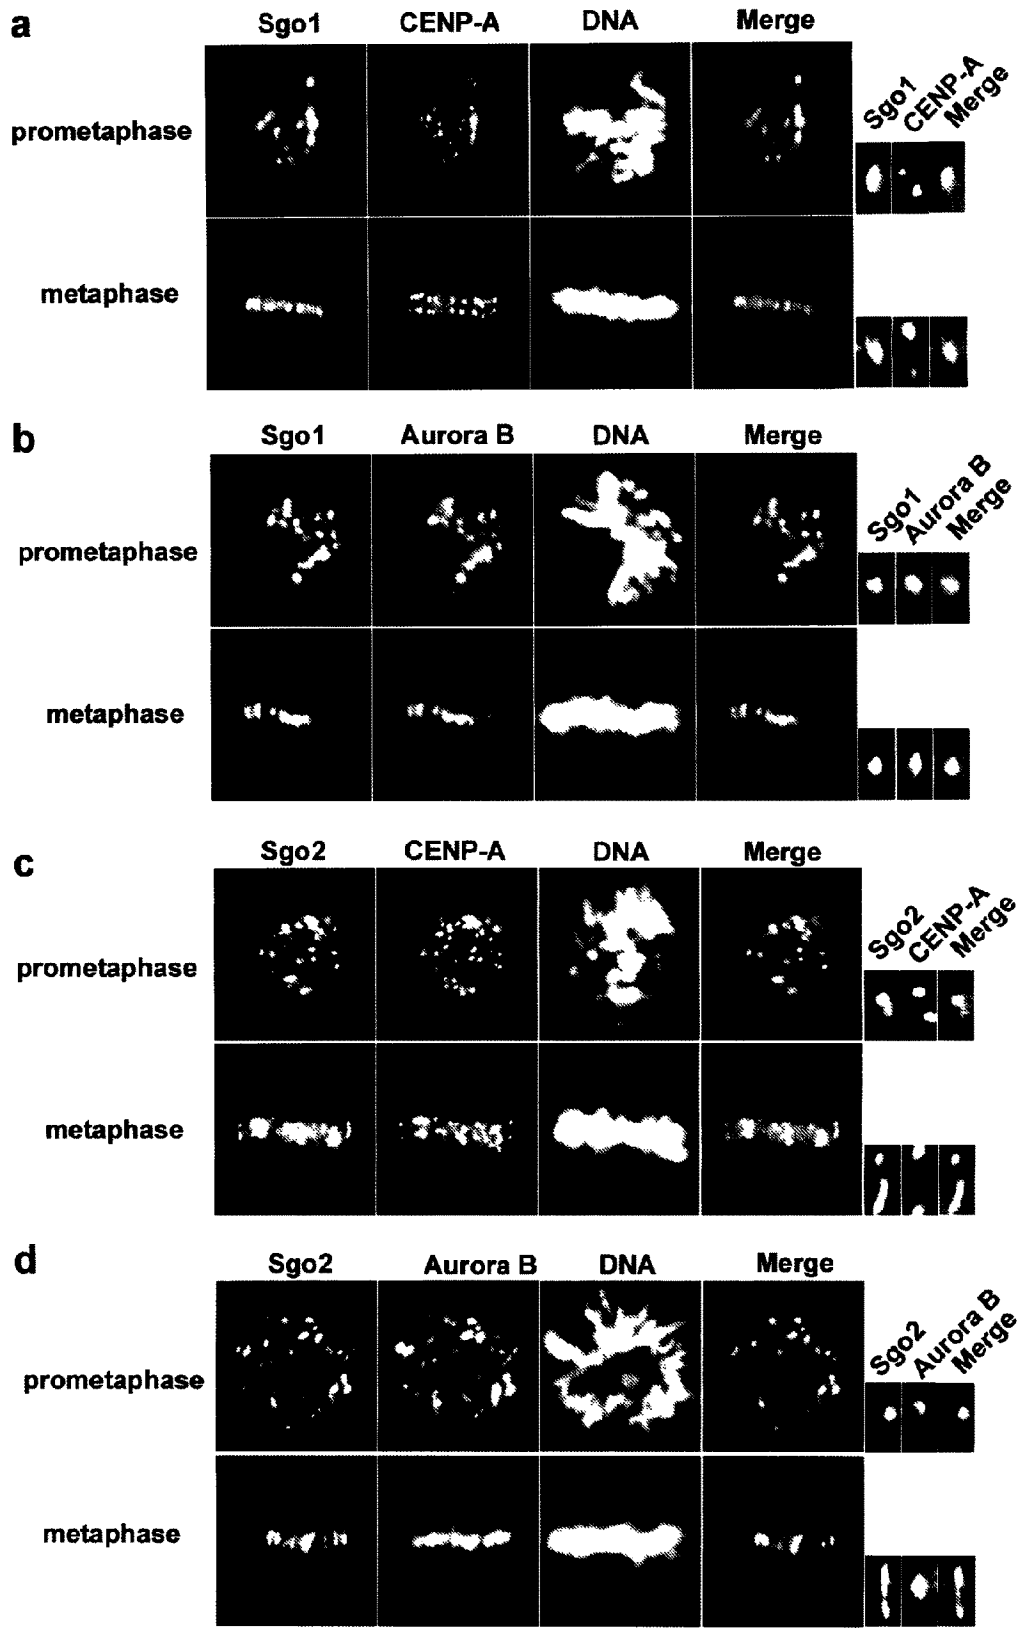 a
Sgo1 CENP-A DNA Merge
Sgo1 CENP-A Merge
prometaphase
metaphase
b
Sgo1 Aurora B DNA Merge
Sgo1 Aurora B Merge
prometaphase
metaphase
c
Sgo2 CENP-A DNA Merge
Sgo2 CENP-A Merge
prometaphase
metaphase
d
Sgo2 Aurora B DNA Merge
Sgo2 Aurora B Merge
prometaphase
metaphase